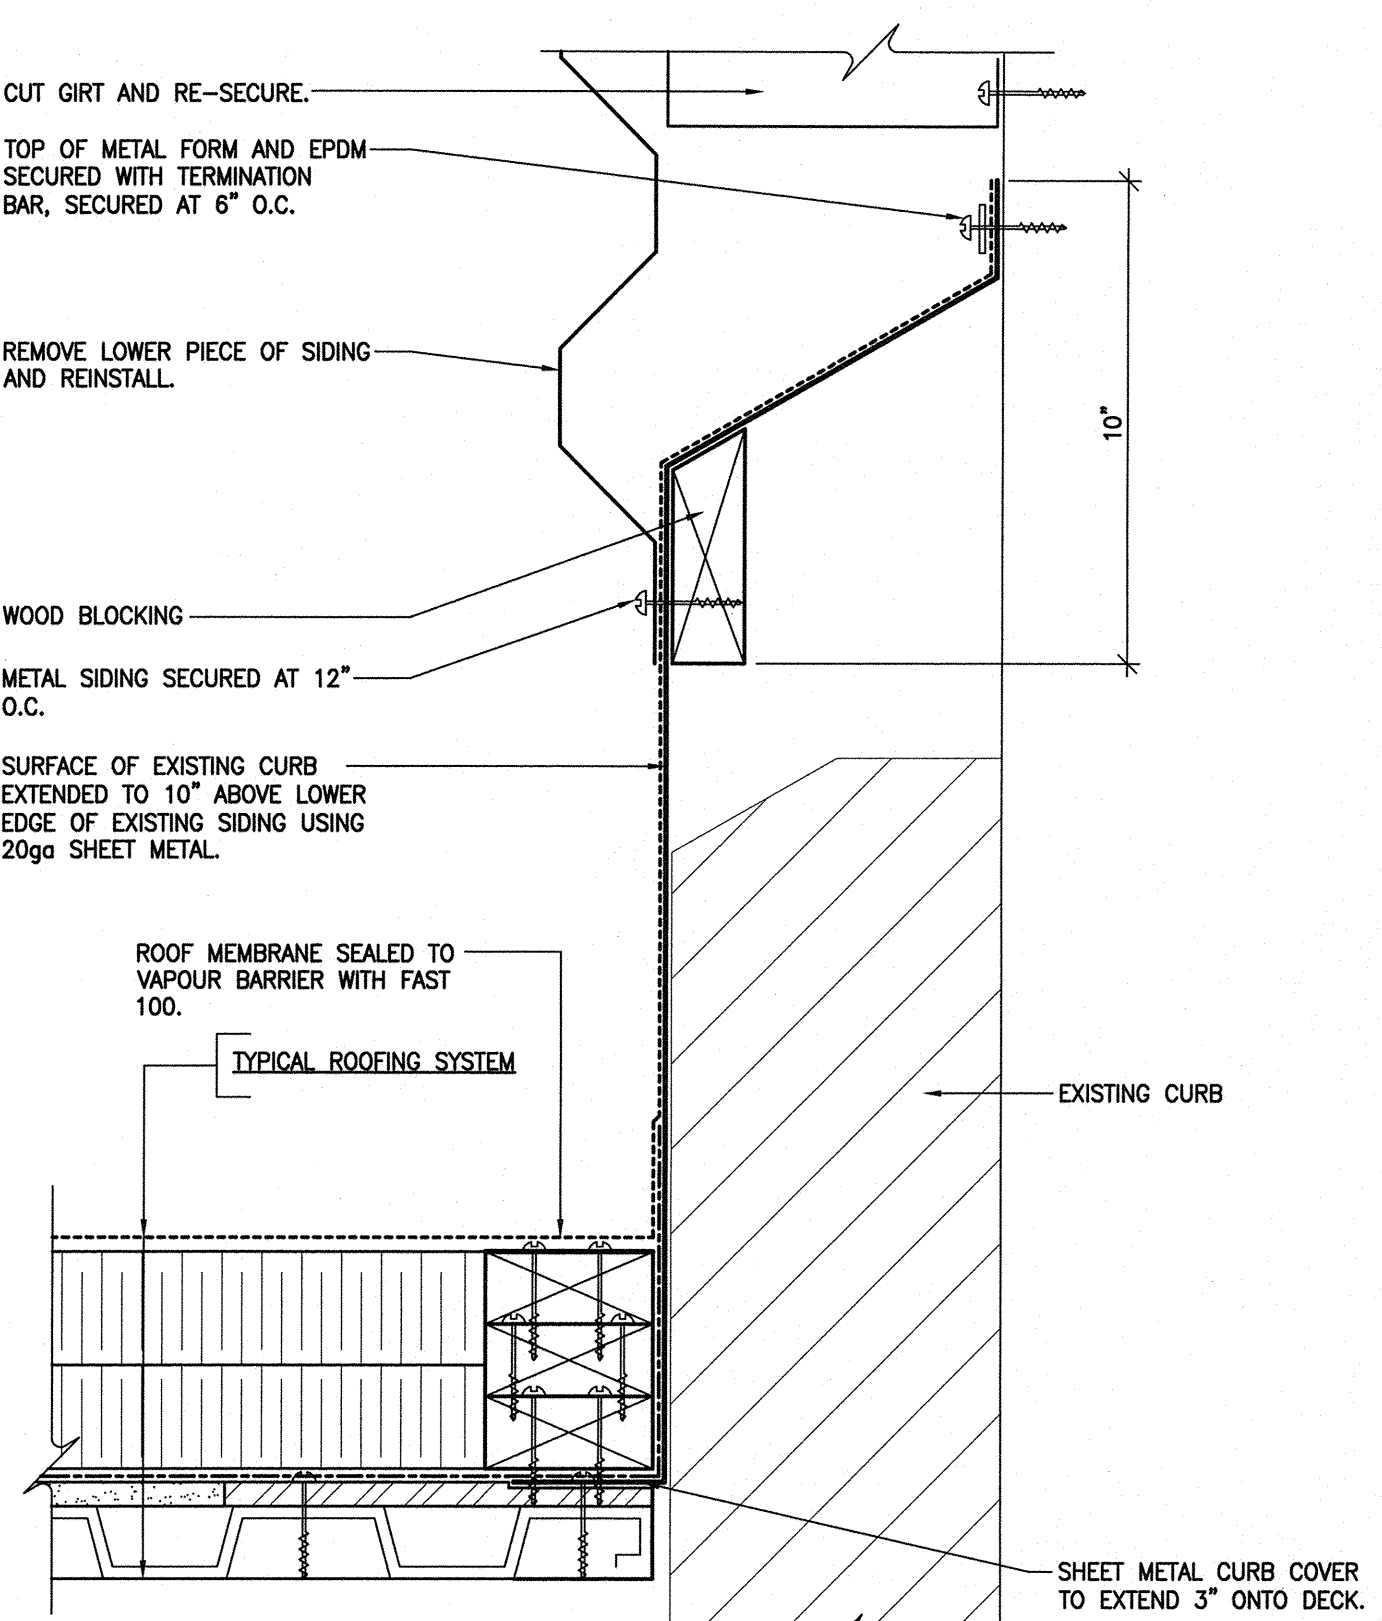 CUT GIRT AND RE-SECURE.
TOP OF METAL FORM AND EPDM
SECURED WITH TERMINATION
BAR, SECURED AT 6" O.C.
REMOVE LOWER PIECE OF SIDING
AND REINSTALL.
10"
WOOD BLOCKING
METAL SIDING SECURED AT 12"
O.C.
SURFACE OF EXISTING CURB
EXTENDED TO 10" ABOVE LOWER
EDGE OF EXISTING SIDING USING
20ga SHEET METAL.
ROOF MEMBRANE SEALED TO
VAPOUR BARRIER WITH FAST
100.
TYPICAL ROOFING SYSTEM
EXISTING CURB
SHEET METAL CURB COVER
TO EXTEND 3" ONTO DECK.